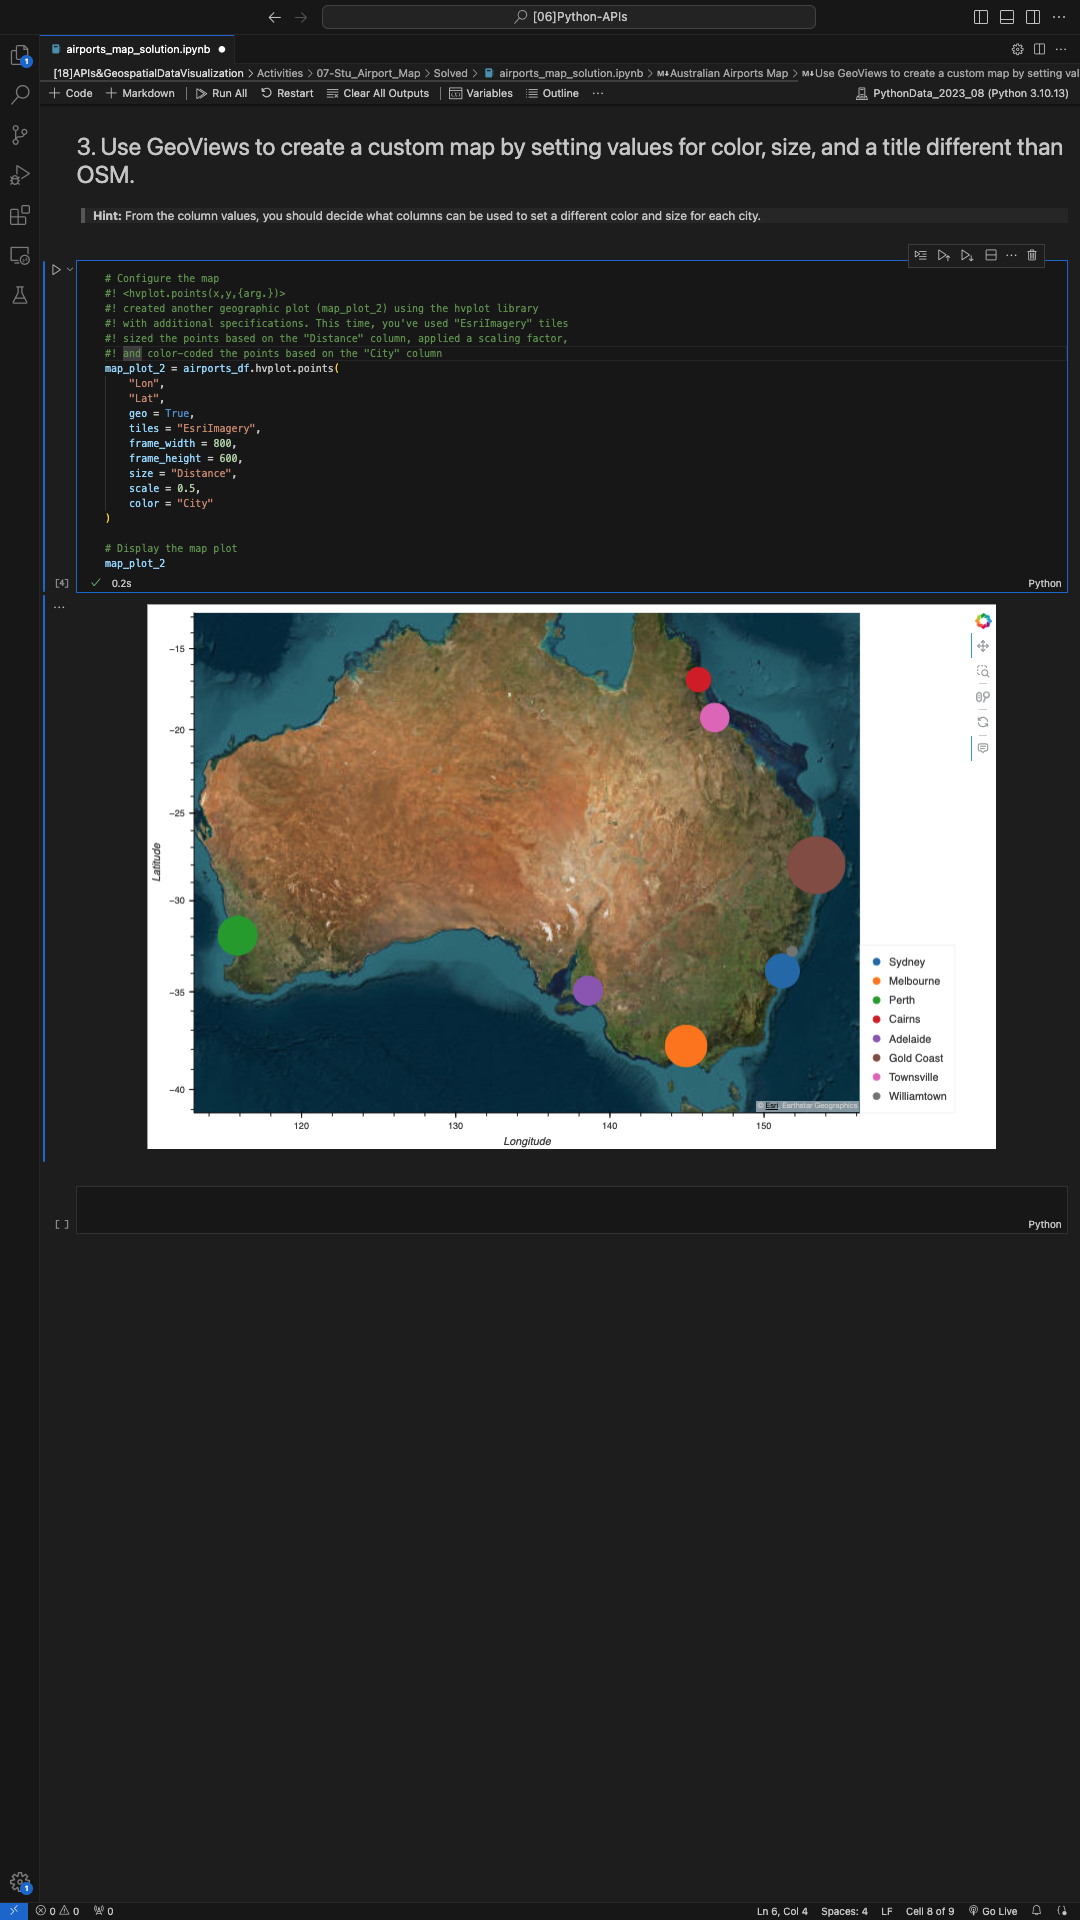 [06]Python-APIs
airports_map_solution.ipynb
[18]APIs&GeospatialDataVisualization > Activities > 07-Stu_Airport_Map > Solved > airports_map_solution.ipynb > M↓Australian Airports Map > M↓Use GeoViews to create a custom map by setting val
+ Code + Markdown | Run All Restart Clear All Outputs | Variables Outline ...
PythonData_2023_08 (Python 3.10.13)
3. Use GeoViews to create a custom map by setting values for color, size, and a title different than
OSM.
Hint: From the column values, you should decide what columns can be used to set a different color and size for each city.
# Configure the map
#! <hvplot.points(x,y,{arg.})>
#! created another geographic plot (map_plot_2) using the hvplot library
#! with additional specifications. This time, you've used "EsriImagery" tiles
#! sized the points based on the "Distance" column, applied a scaling factor,
#! and color-coded the points based on the "City" column
map_plot_2 = airports_df.hvplot.points(
"Lon",
"Lat",
geo = True,
tiles = "EsriImagery",
frame_width = 800,
frame_height = 600,
size = "Distance",
scale = 0.5,
color = "City"
)
# Display the map plot
map_plot_2
[4] ✓ 0.2s
Python
...
−15
−20
−25
−30
−35
−40
Latitude
120
130
140
150
Longitude
Sydney
Melbourne
Perth
Cairns
Adelaide
Gold Coast
Townsville
Williamtown
© Esri, Earthstar Geographics
[ ]
Python
1
1
0 0 0
Ln 6, Col 4 Spaces: 4 LF Cell 8 of 9 Go Live